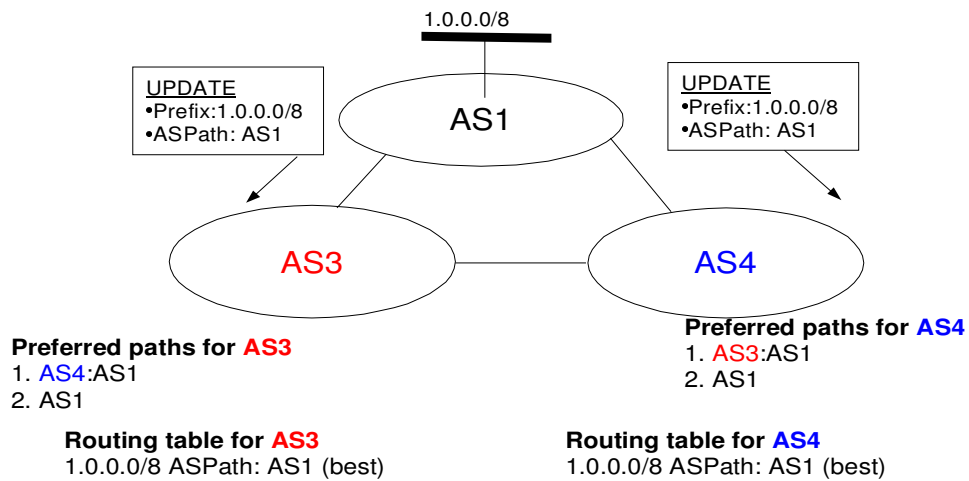 1.0.0.0/8
UPDATE
•Prefix:1.0.0.0/8
•ASPath: AS1
UPDATE
•Prefix:1.0.0.0/8
•ASPath: AS1
AS1
AS3
AS4
Preferred paths for AS3
1. AS4:AS1
2. AS1
Preferred paths for AS4
1. AS3:AS1
2. AS1
Routing table for AS3
1.0.0.0/8 ASPath: AS1 (best)
Routing table for AS4
1.0.0.0/8 ASPath: AS1 (best)